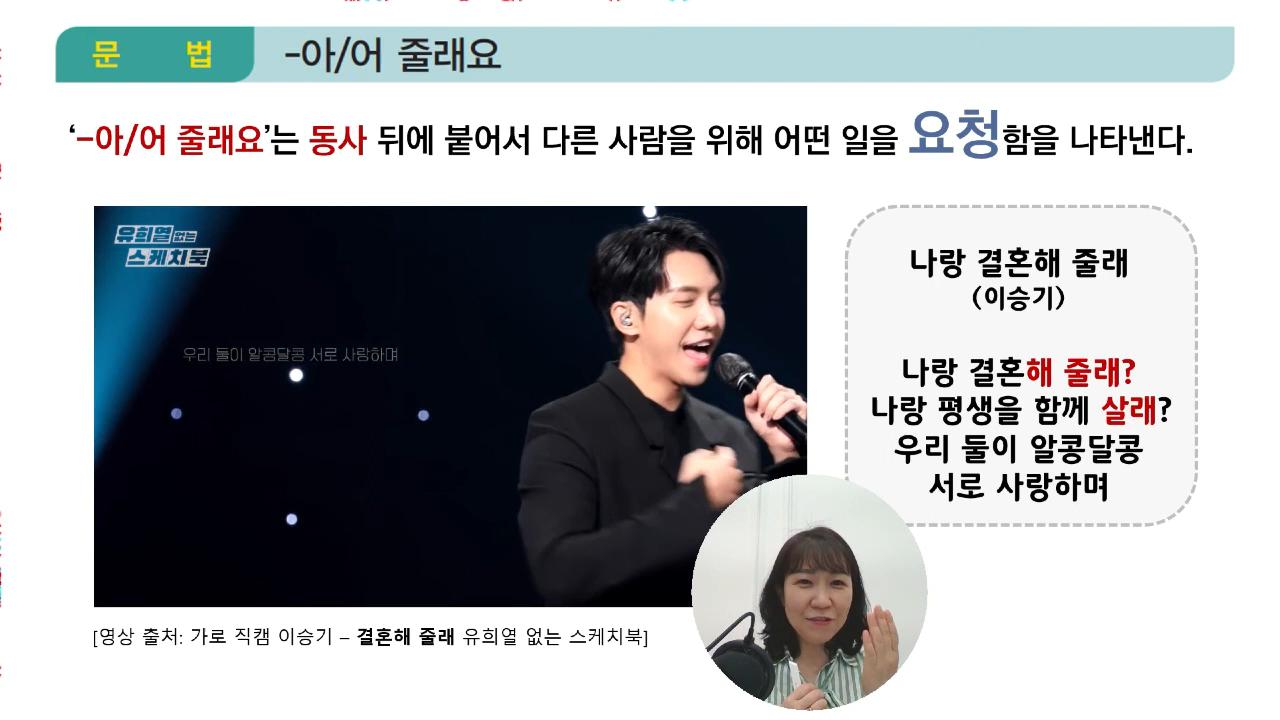 문 법
-아/어 줄래요
‘-아/어 줄래요’는 동사 뒤에 붙어서 다른 사람을 위해 어떤 일을 요청함을 나타낸다.
유희열 없는
스케치북
우리 둘이 알콩달콩 서로 사랑하며
나랑 결혼해 줄래
(이승기)
나랑 결혼해 줄래?
나랑 평생을 함께 살래?
우리 둘이 알콩달콩
서로 사랑하며
[영상 출처: 가로 직캠 이승기 – 결혼해 줄래 유희열 없는 스케치북]